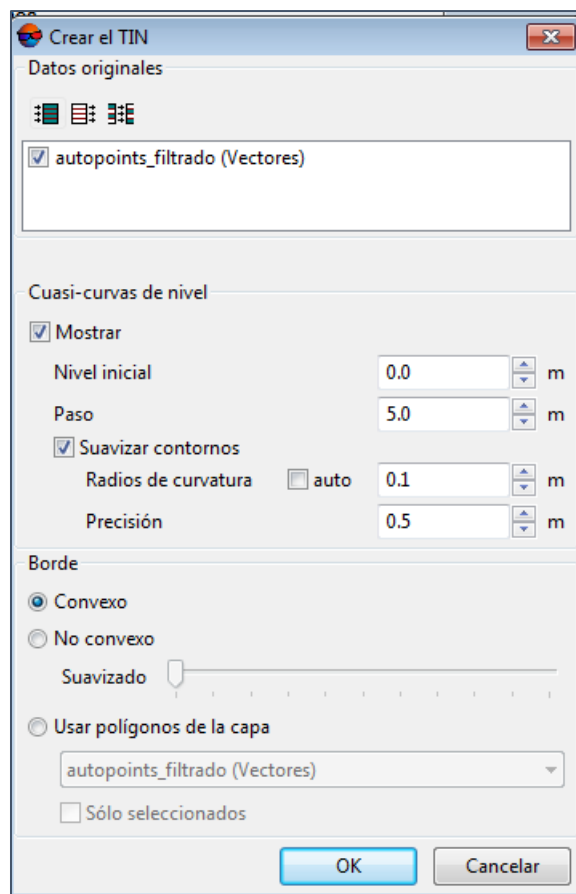 Crear el TIN
Datos originales
autopoints_filtrado (Vectores)
Cuasi-curvas de nivel
Mostrar
Nivel inicial 0.0 m
Paso 5.0 m
Suavizar contornos
Radios de curvatura auto 0.1 m
Precisión 0.5 m
Borde
Convexo
No convexo
Suavizado
Usar polígonos de la capa
autopoints_filtrado (Vectores)
Sólo seleccionados
OK Cancelar